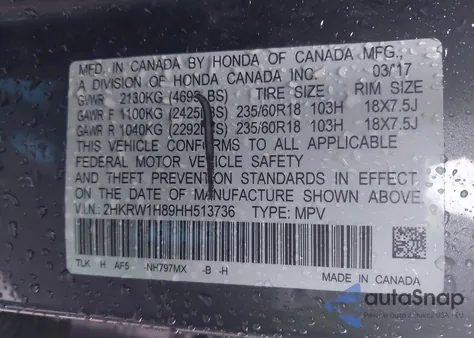 MFD. IN CANADA BY HONDA OF CANADA MFG.,
A DIVISION OF HONDA CANADA INC. 03/17
GVWR 2130KG (4695LBS) TIRE SIZE RIM SIZE
GAWR F 1100KG (2425LBS) 235/60R18 103H 18X7.5J
GAWR R 1040KG (2292LBS) 235/60R18 103H 18X7.5J
THIS VEHICLE CONFORMS TO ALL APPLICABLE
FEDERAL MOTOR VEHICLE SAFETY
AND THEFT PREVENTION STANDARDS IN EFFECT
ON THE DATE OF MANUFACTURE SHOWN ABOVE.
V.I.N.: 2HKRW1H89HH513736 TYPE: MPV
TLK H AF5 -NH797MX -B -H
MADE IN CANADA
autoSnap